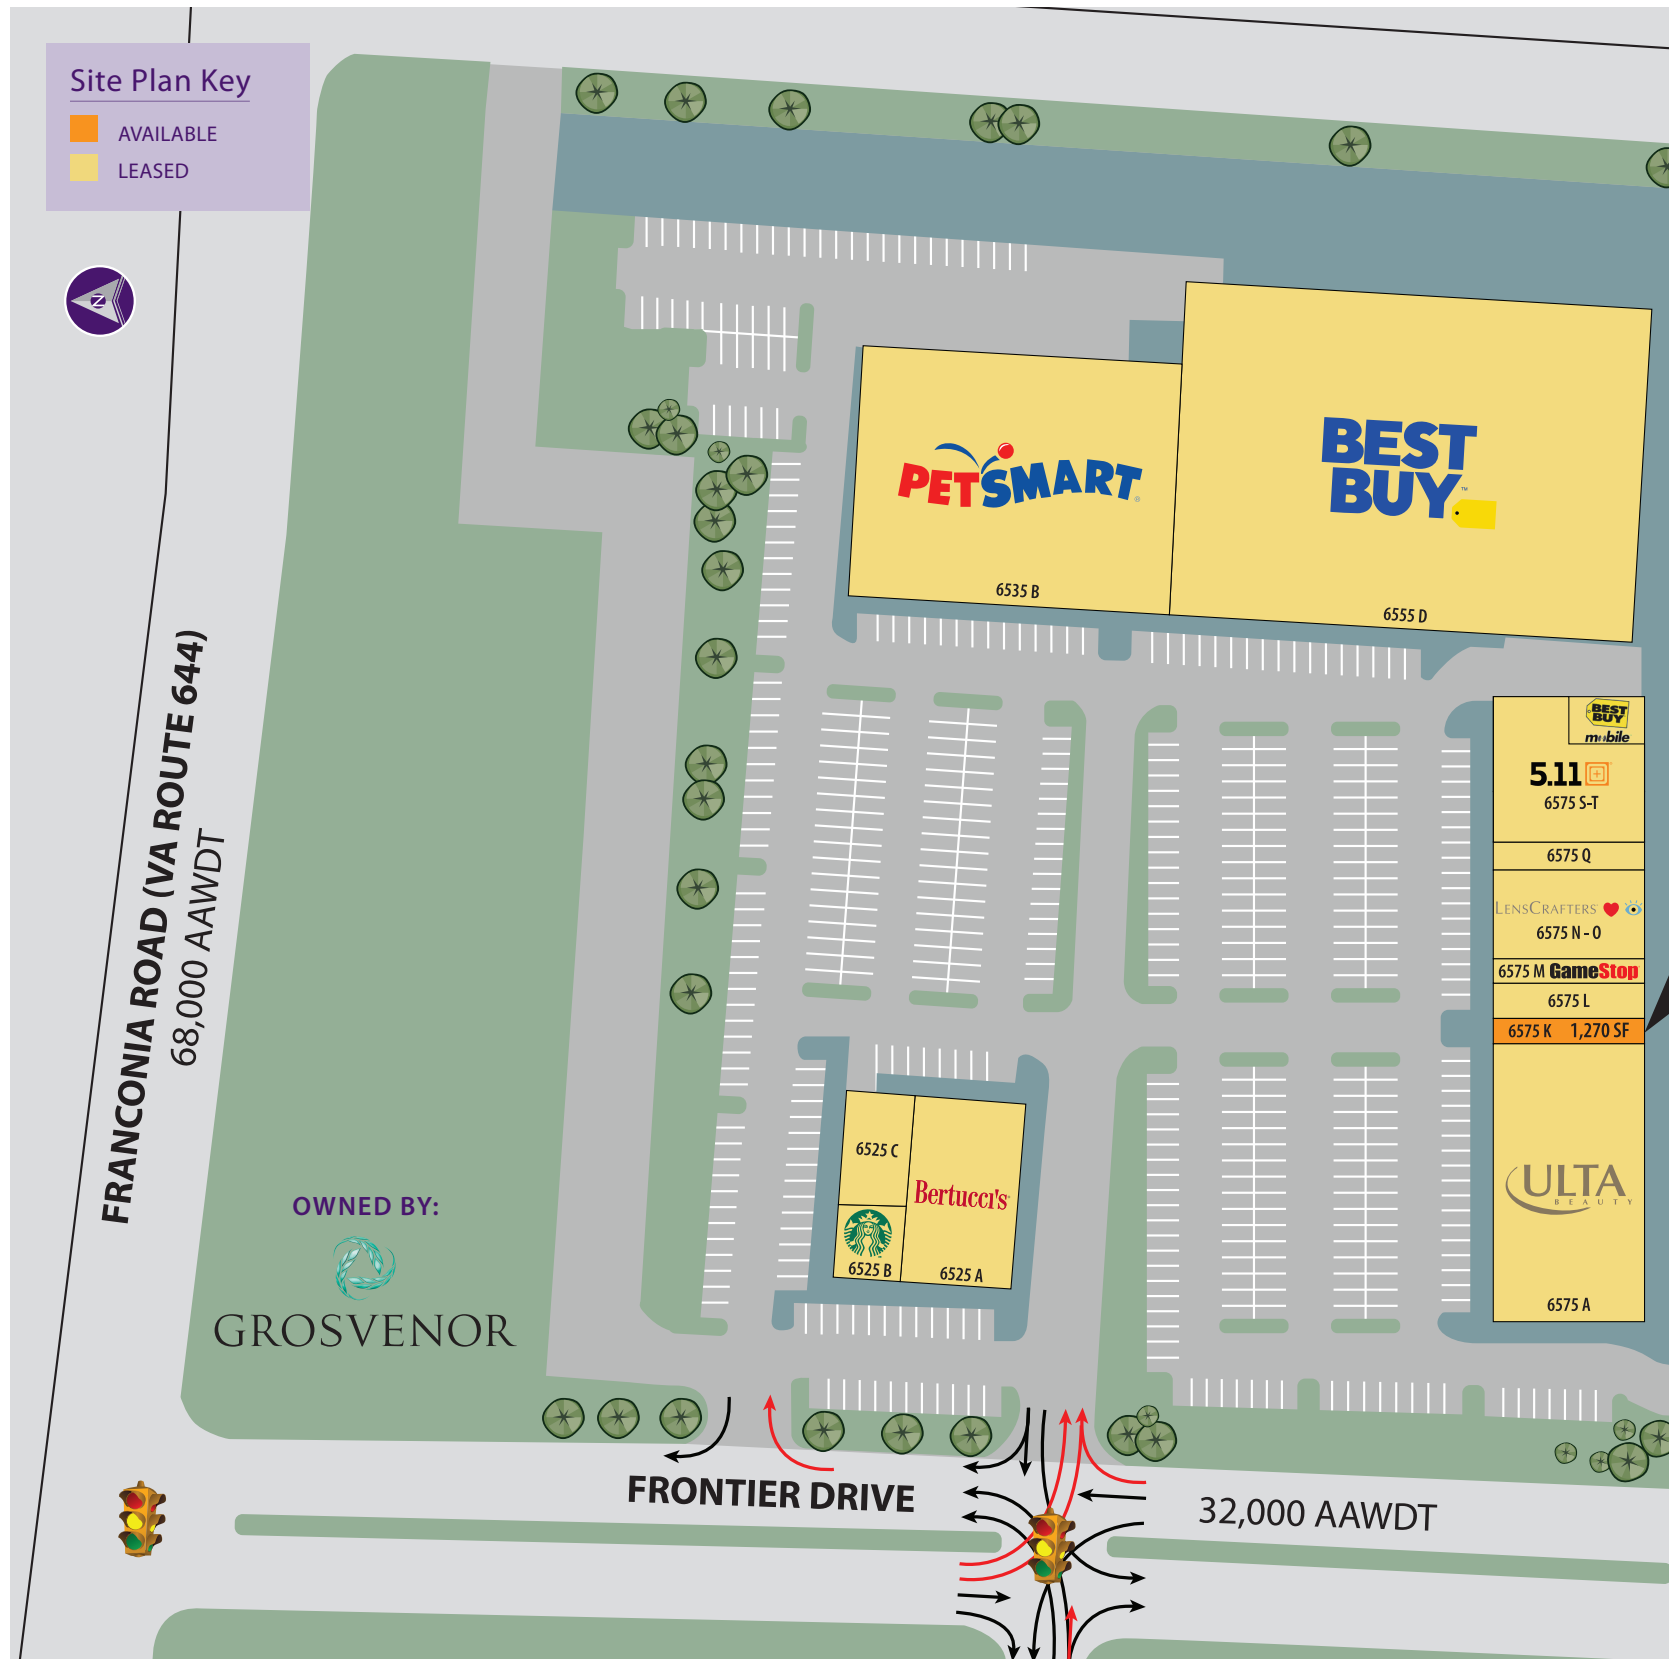 Site Plan Key
AVAILABLE
LEASED
N
FRANCONIA ROAD (VA ROUTE 644)
68,000 AAWDT
PETSMART®
6535 B
BEST
BUY™
6555 D
BEST
BUY
mobile
5.11
6575 S-T
6575 Q
LENSCRAFTERS
6575 N - O
6575 M GameStop
6575 L
6575 K 1,270 SF
ULTA
BEAUTY
6575 A
6525 C
Bertucci's
6525 B
6525 A
OWNED BY:
GROSVENOR
FRONTIER DRIVE
32,000 AAWDT